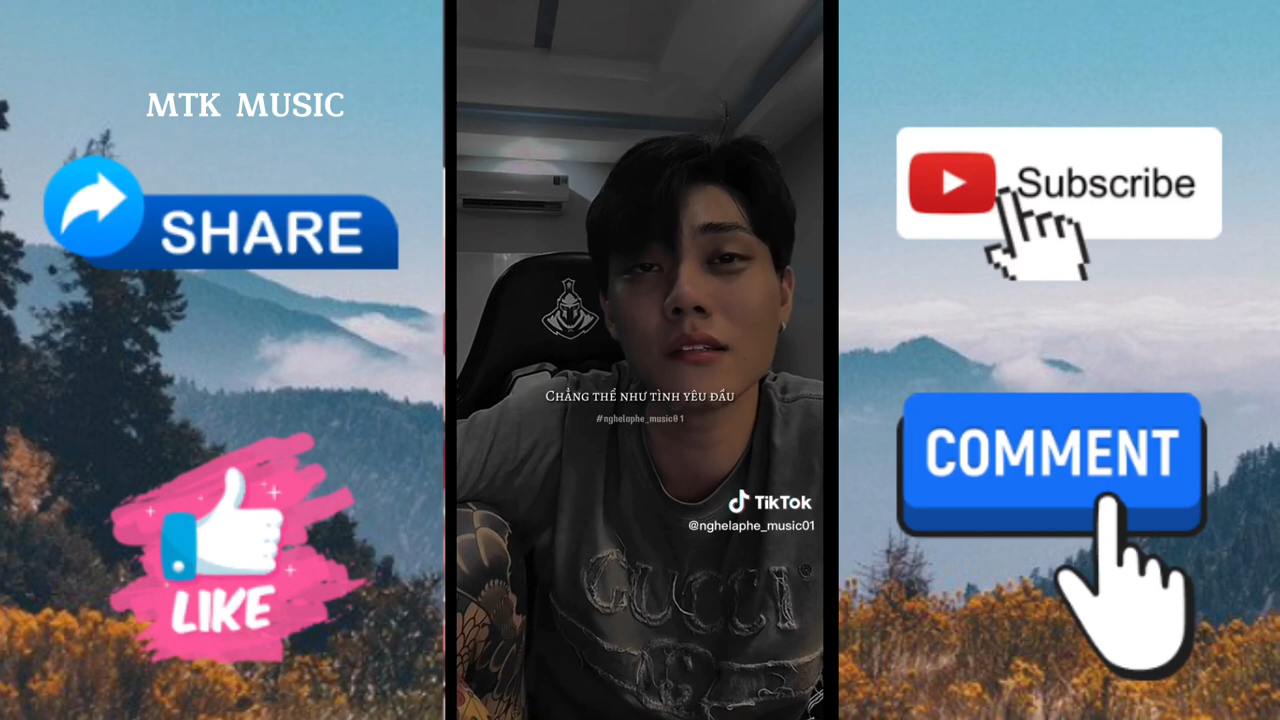 MTK MUSIC
SHARE
LIKE
Chẳng thể như tình yêu đầu
#nghelaphe_music01
TikTok
@nghelaphe_music01
GUCCI
Subscribe
COMMENT